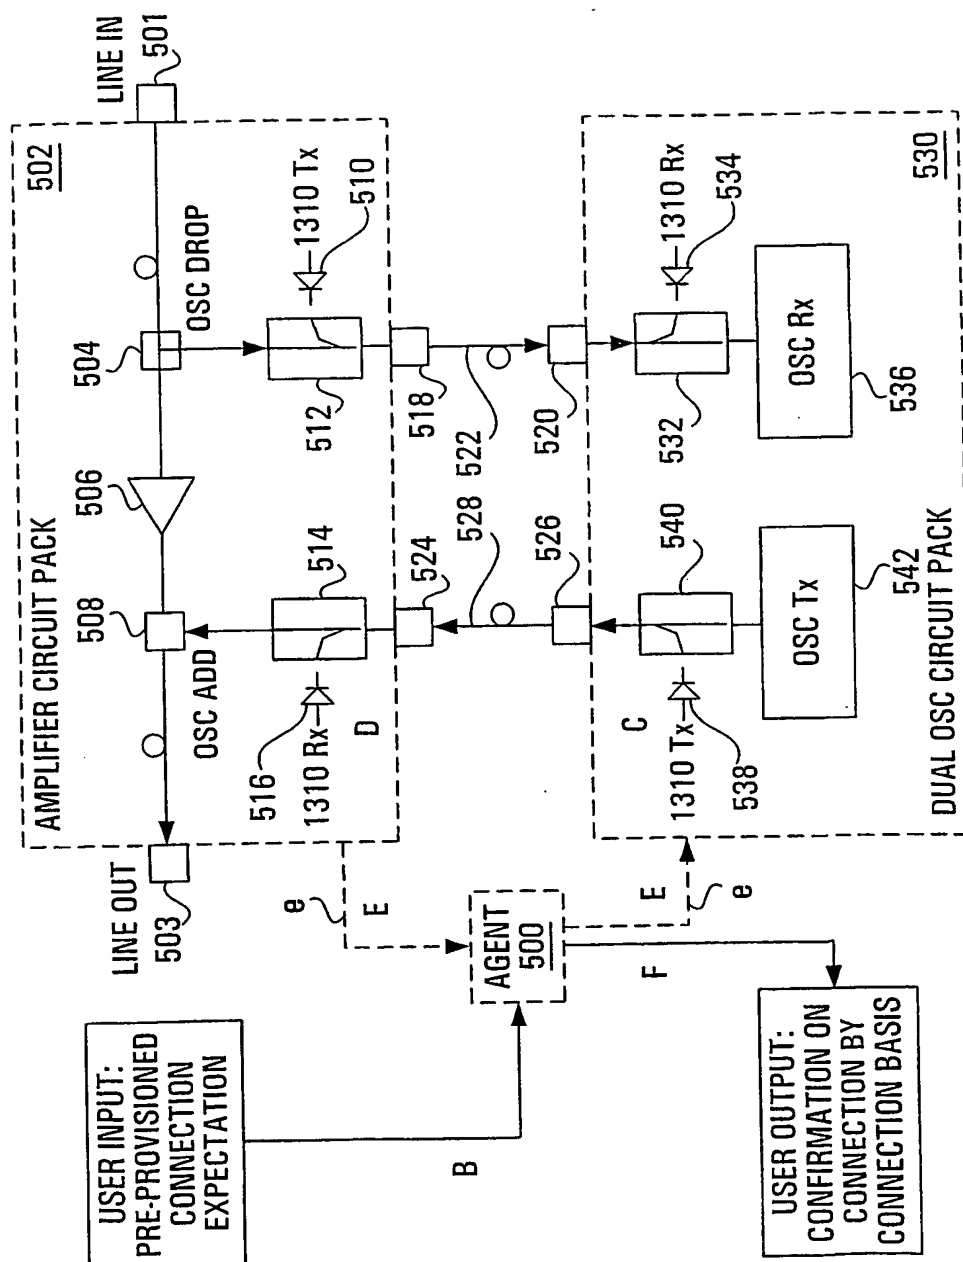 USER INPUT:
PRE-PROVISIONED
CONNECTION
EXPECTATION
B
AGENT
500
F
USER OUTPUT:
CONFIRMATION ON
CONNECTION BY
CONNECTION BASIS
E
e
E
e
LINE OUT
503
AMPLIFIER CIRCUIT PACK
502
508
506
504
OSC ADD
OSC DROP
LINE IN
501
516
1310 Rx
514
D
512
1310 Tx
510
524
518
528
522
526
520
C
1310 Tx
538
540
532
1310 Rx
534
OSC Tx
542
OSC Rx
536
DUAL OSC CIRCUIT PACK
530